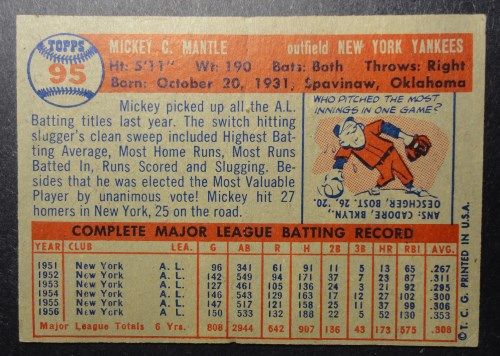 TOPPS
95
MICKEY C. MANTLE outfield NEW YORK YANKEES
Ht: 5'11" Wt: 190 Bats: Both Throws: Right
Born: October 20, 1931, Spavinaw, Oklahoma
Mickey picked up all the A.L.
Batting titles last year. The switch hitting
slugger's clean sweep included Highest Bat-
ting Average, Most Home Runs, Most Runs
Batted In, Runs Scored and Slugging. Be-
sides that he was elected the Most Valuable
Player by unanimous vote! Mickey hit 27
homers in New York, 25 on the road.
WHO PITCHED THE MOST
INNINGS IN ONE GAME?
ANS: CADORE, BKLYN.,
OESCHGER, BOST. 26, '20.
COMPLETE MAJOR LEAGUE BATTING RECORD
YEAR CLUB LEA. G AB R H 2B 3B HR RBI AVG.
1951 New York A. L. 96 341 61 91 11 5 13 65 .267
1952 New York A. L. 142 549 94 171 37 7 23 87 .311
1953 New York A. L. 127 461 105 136 24 3 21 92 .295
1954 New York A. L. 146 543 129 163 17 12 27 102 .300
1955 New York A. L. 147 517 121 158 25 11 37 99 .306
1956 New York A. L. 150 533 132 188 22 5 52 130 .353
Major League Totals 6 Yrs. 808 2944 642 907 136 43 173 575 .308
© T. C. G. PRINTED IN U.S.A.